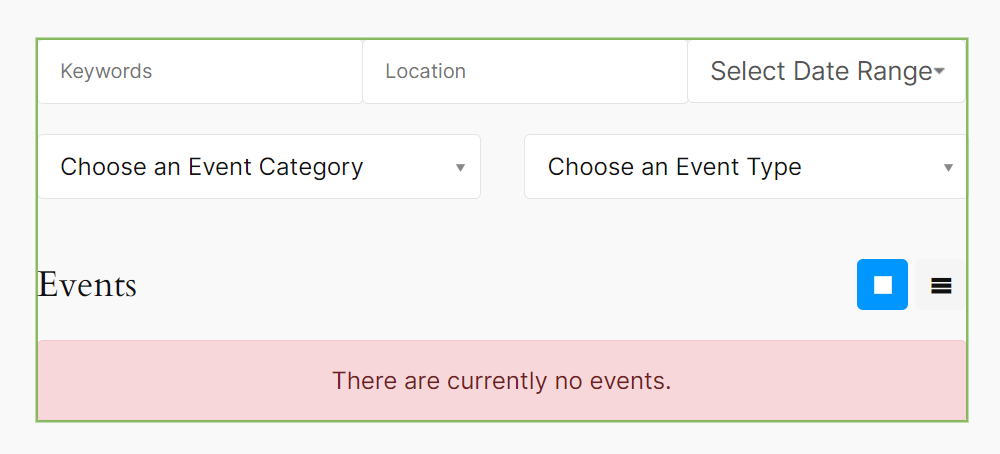 Keywords
Location
Select Date Range
Choose an Event Category
Choose an Event Type
Events
There are currently no events.